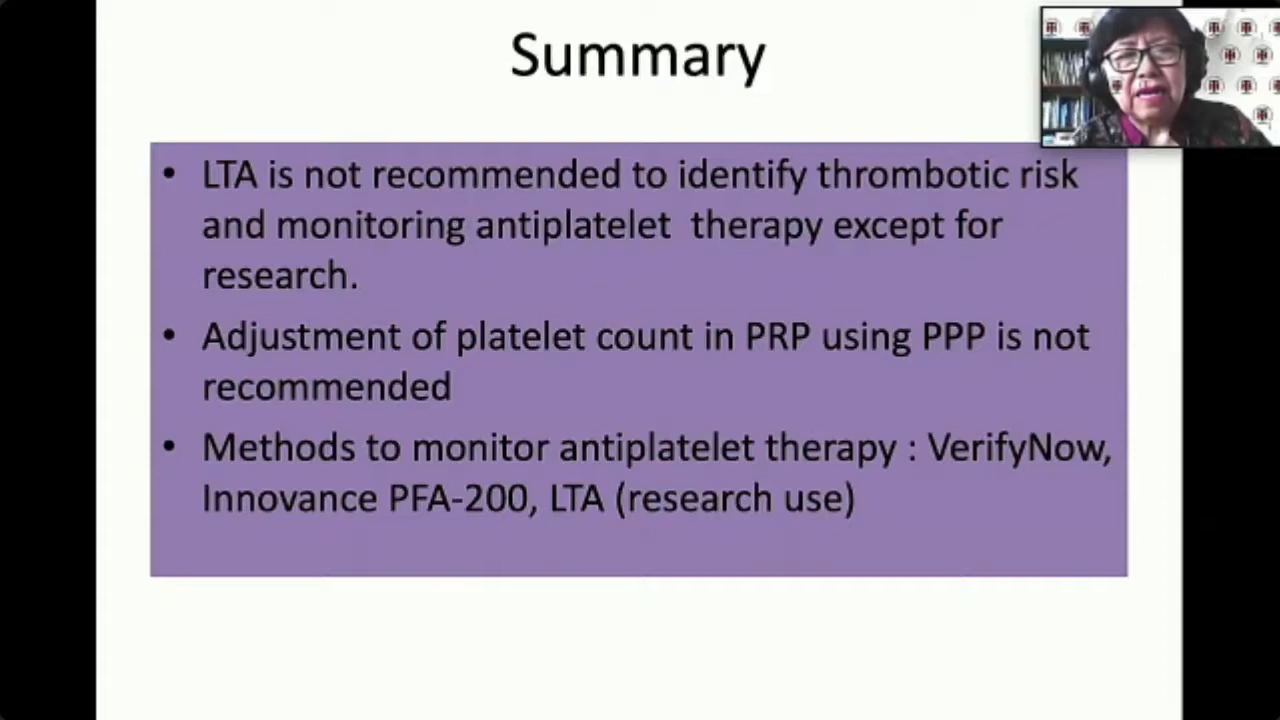 Summary
• LTA is not recommended to identify thrombotic risk
and monitoring antiplatelet therapy except for
research.
• Adjustment of platelet count in PRP using PPP is not
recommended
• Methods to monitor antiplatelet therapy : VerifyNow,
Innovance PFA-200, LTA (research use)